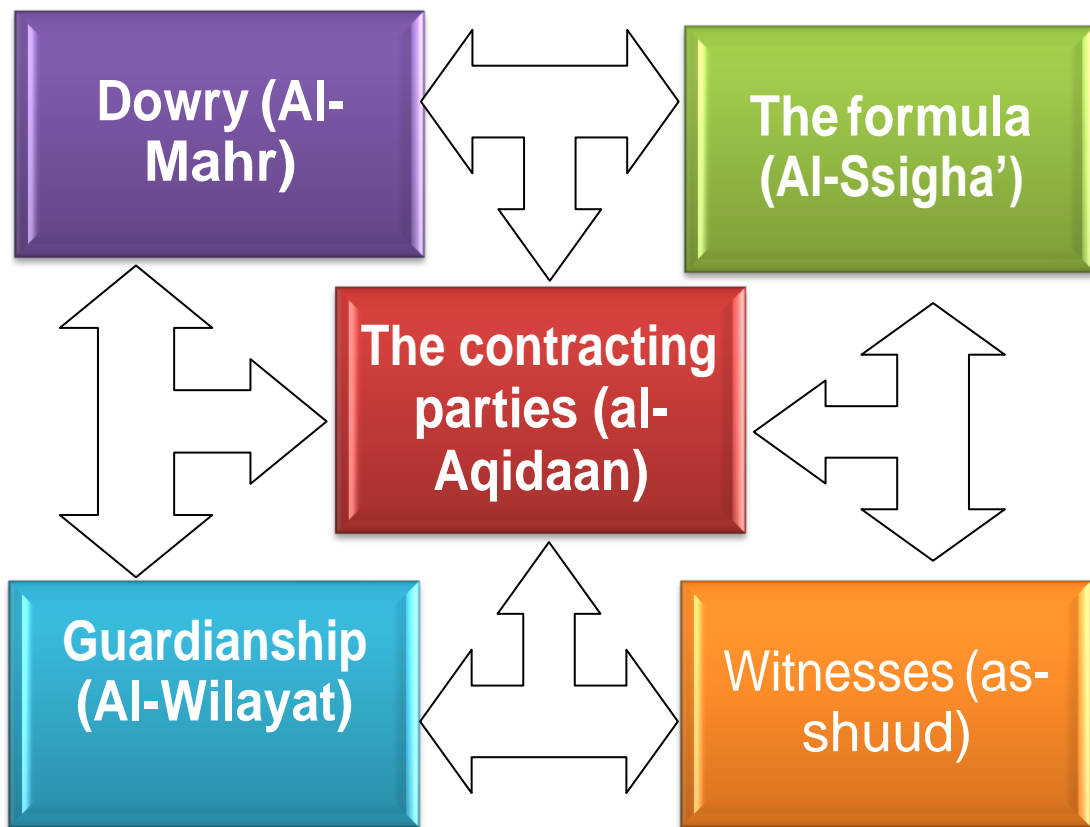 Dowry (Al-
Mahr)
The formula
(Al-Ssigha’)
The contracting
parties (al-
Aqidaan)
Guardianship
(Al-Wilayat)
Witnesses (as-
shuud)